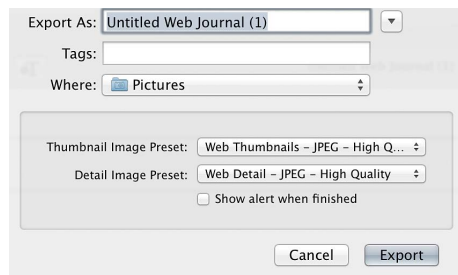 Export As: Untitled Web Journal (1)
Tags:
Where: Pictures
Thumbnail Image Preset: Web Thumbnails – JPEG – High Q...
Detail Image Preset: Web Detail – JPEG – High Quality
Show alert when finished
Cancel Export